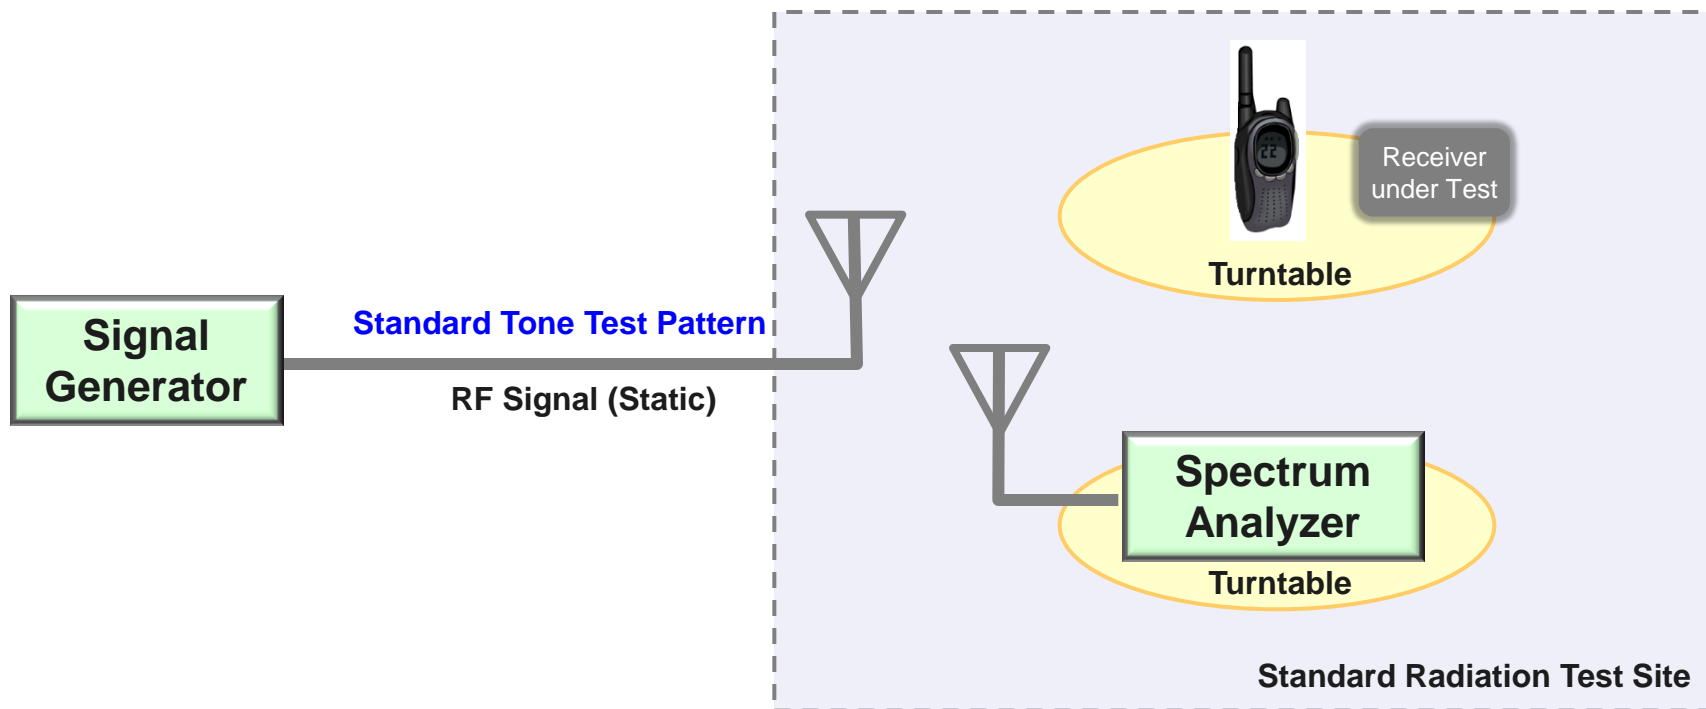 Signal
Generator
Standard Tone Test Pattern
RF Signal (Static)
22
Receiver
under Test
Turntable
Spectrum
Analyzer
Turntable
Standard Radiation Test Site